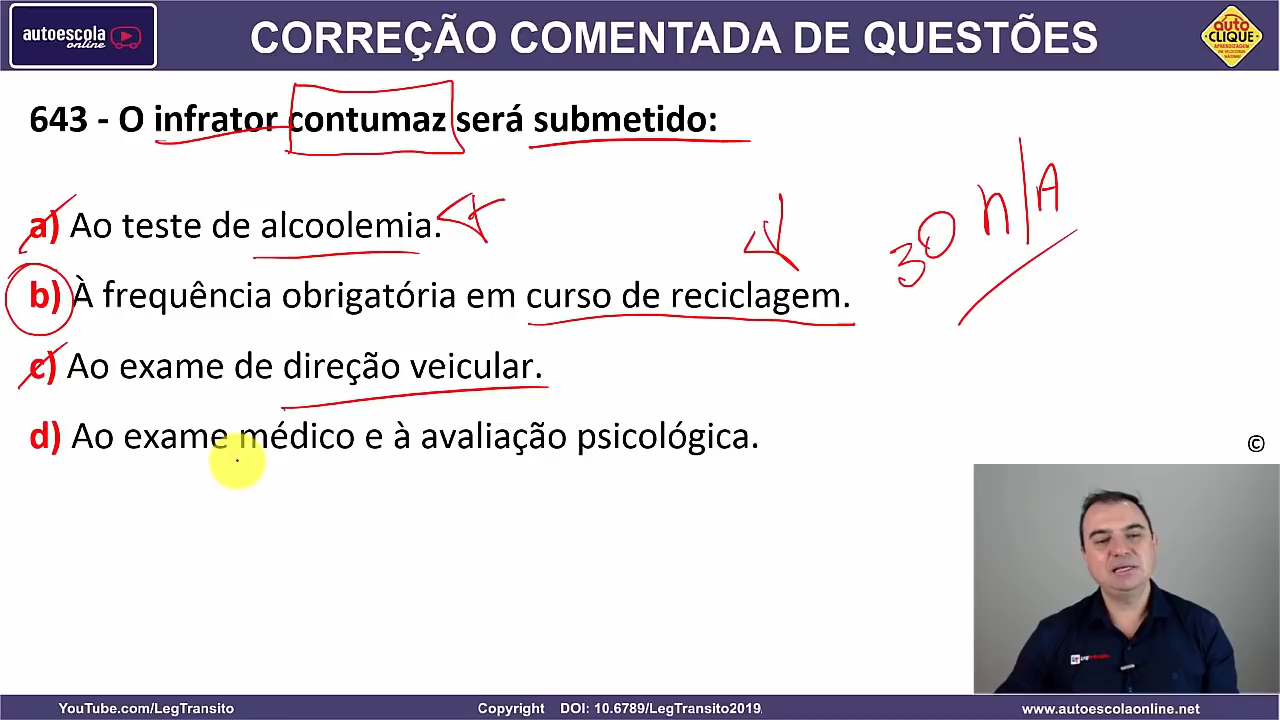 autoescola
online
CORREÇÃO COMENTADA DE QUESTÕES
auto
CLIQUE
643 - O infrator contumaz será submetido:
a) Ao teste de alcoolemia.
30 h/A
b) À frequência obrigatória em curso de reciclagem.
c) Ao exame de direção veicular.
d) Ao exame médico e à avaliação psicológica.
©
YouTube.com/LegTransito
Copyright DOI: 10.6789/LegTransito2019
www.autoescolaonline.net